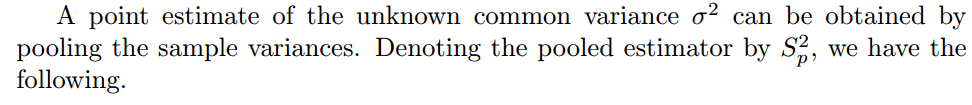 A point estimate of the unknown common variance σ² can be obtained by
pooling the sample variances. Denoting the pooled estimator by S²ₚ, we have the
following.